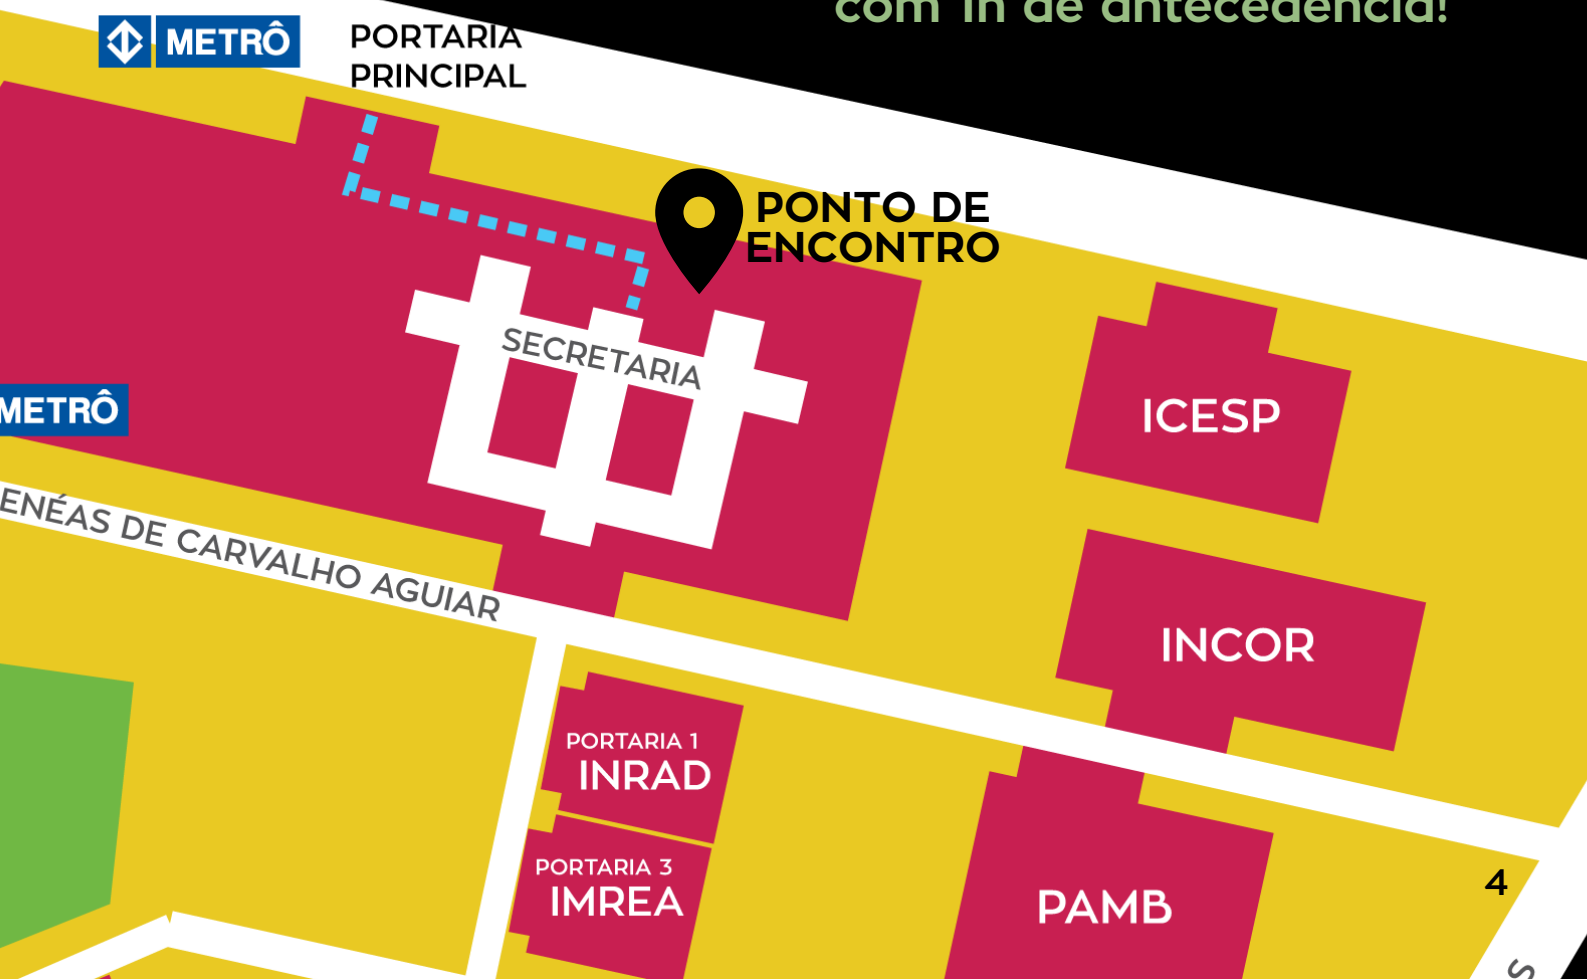 com 1h de antecedência!
METRÔ
PORTARIA
PRINCIPAL
PONTO DE
ENCONTRO
SECRETARIA
METRÔ
ICESP
ENÉAS DE CARVALHO AGUIAR
INCOR
PORTARIA 1
INRAD
PORTARIA 3
IMREA
PAMB
4
S